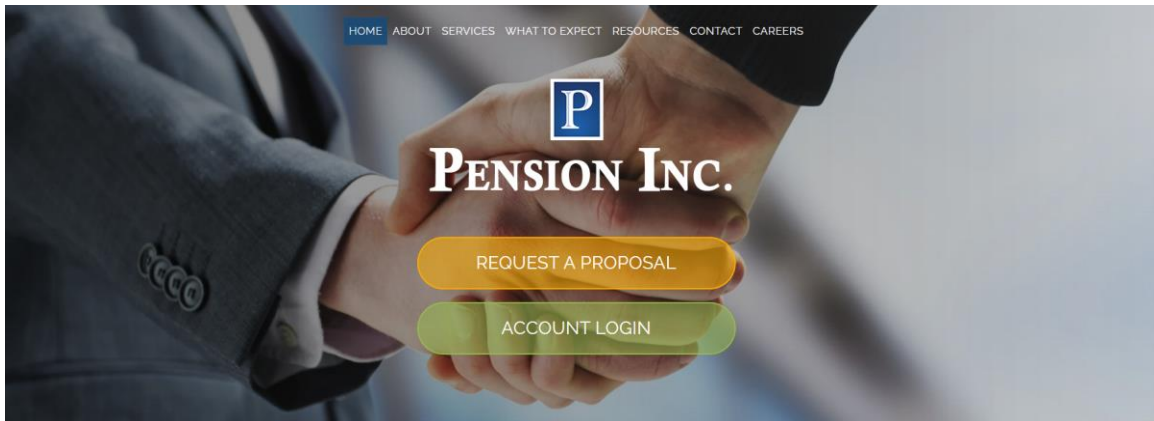 HOME ABOUT SERVICES WHAT TO EXPECT RESOURCES CONTACT CAREERS
P
PENSION INC.
REQUEST A PROPOSAL
ACCOUNT LOGIN